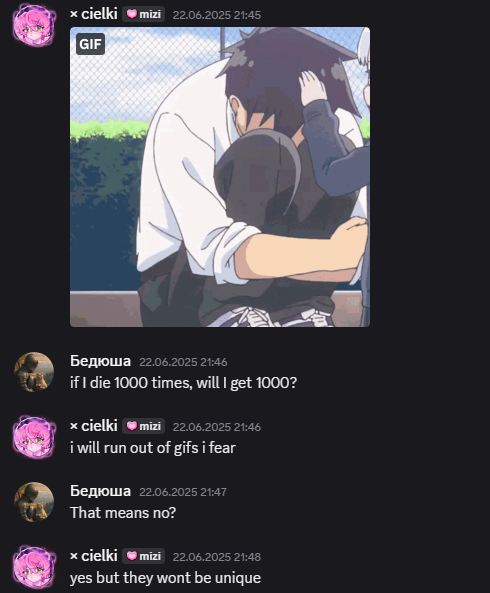 × cielki mizi 22.06.2025 21:45
GIF
Бедюша 22.06.2025 21:46
if I die 1000 times, will I get 1000?
× cielki mizi 22.06.2025 21:46
i will run out of gifs i fear
Бедюша 22.06.2025 21:47
That means no?
× cielki mizi 22.06.2025 21:48
yes but they wont be unique